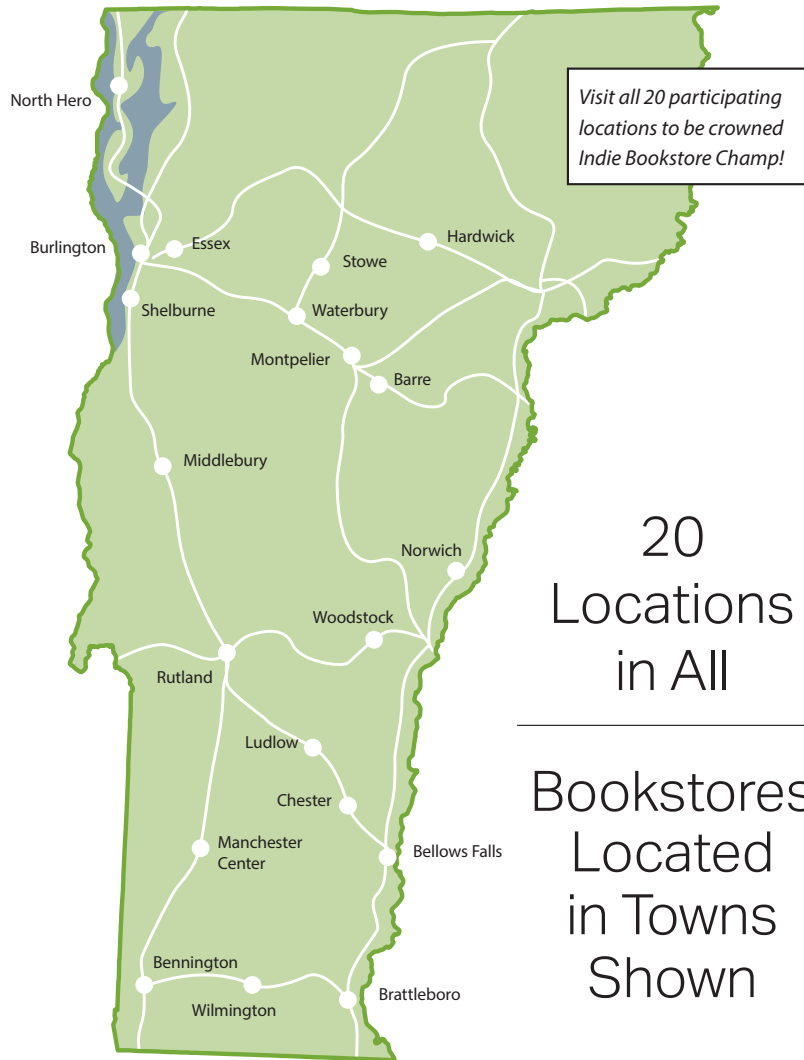 North Hero
Visit all 20 participating
locations to be crowned
Indie Bookstore Champ!
Burlington
Essex
Hardwick
Stowe
Shelburne
Waterbury
Montpelier
Barre
Middlebury
Norwich
Woodstock
Rutland
Ludlow
Chester
Manchester
Center
Bellows Falls
Bennington
Wilmington
Brattleboro
20
Locations
in All
Bookstores
Located
in Towns
Shown